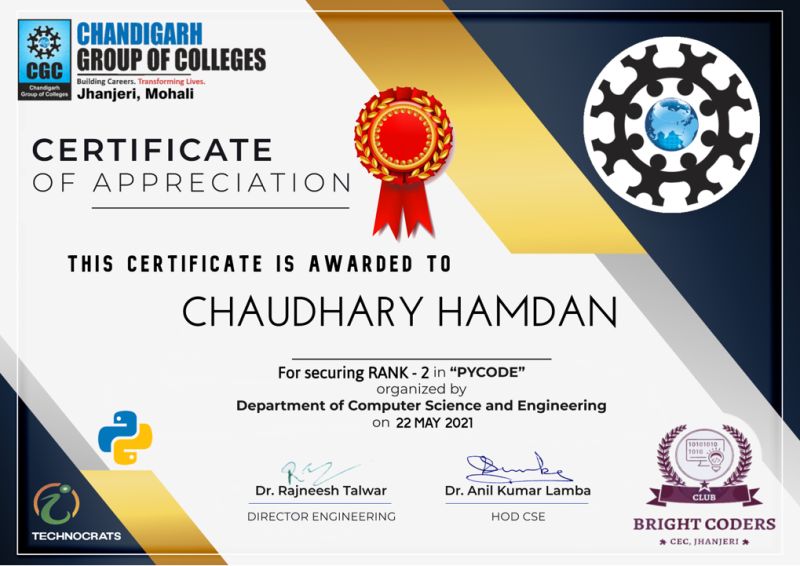 CHANDIGARH
GROUP OF COLLEGES
Building Careers. Transforming Lives.
Jhanjeri, Mohali
CGC
Chandigarh
Group of Colleges
CERTIFICATE
OF APPRECIATION
THIS CERTIFICATE IS AWARDED TO
CHAUDHARY HAMDAN
For securing RANK - 2 in “PYCODE”
organized by
Department of Computer Science and Engineering
on 22 MAY 2021
Dr. Rajneesh Talwar
DIRECTOR ENGINEERING
Dr. Anil Kumar Lamba
HOD CSE
TECHNOCRATS
10101010
1010
CLUB
BRIGHT CODERS
CEC, JHANJERI